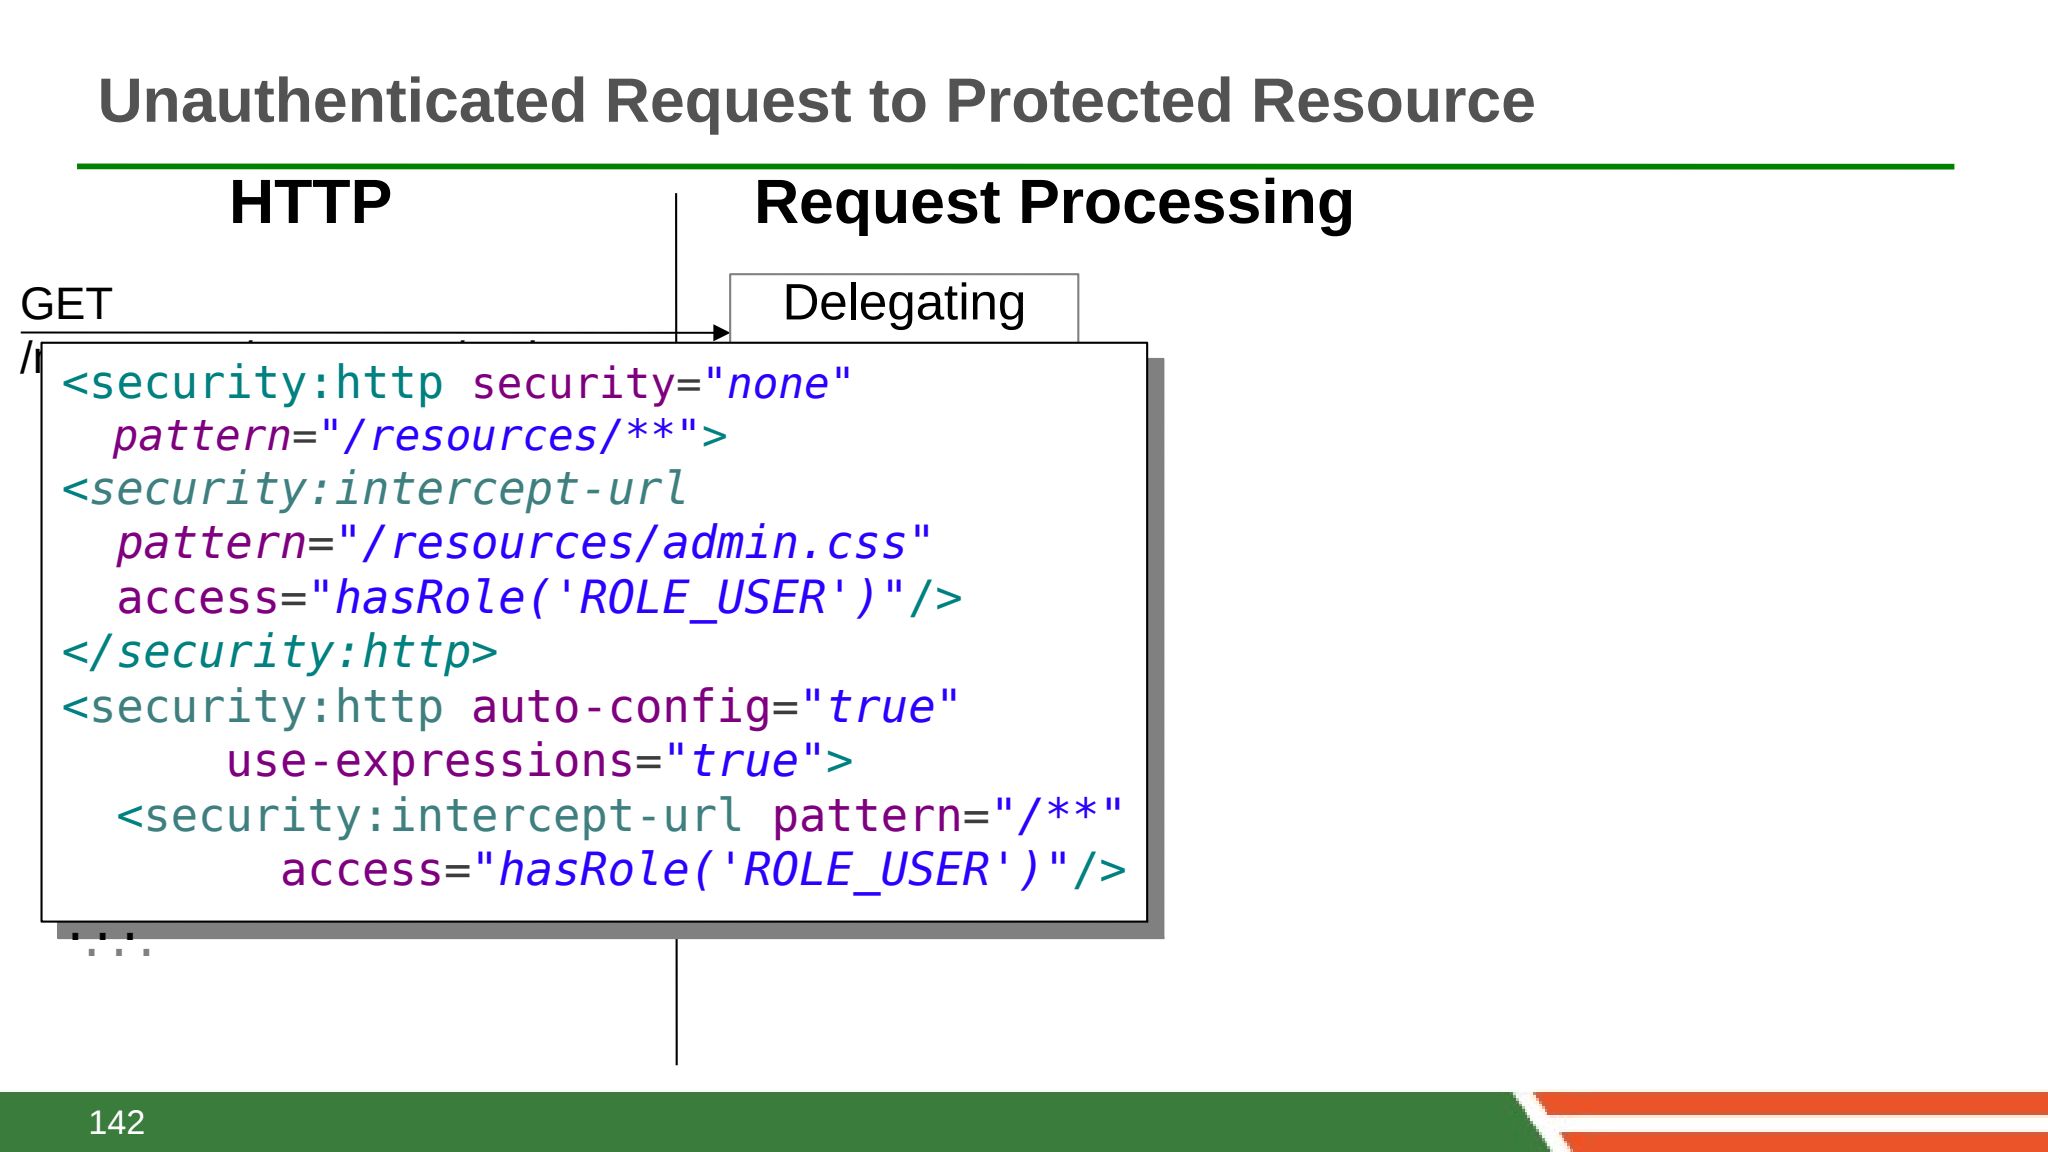 Unauthenticated Request to Protected Resource
HTTP
Request Processing
GET
Delegating
<security:http security="none"
pattern="/resources/**">
<security:intercept-url
pattern="/resources/admin.css"
access="hasRole('ROLE_USER')"/>
</security:http>
<security:http auto-config="true"
use-expressions="true">
<security:intercept-url pattern="/**"
access="hasRole('ROLE_USER')"/>
...
142